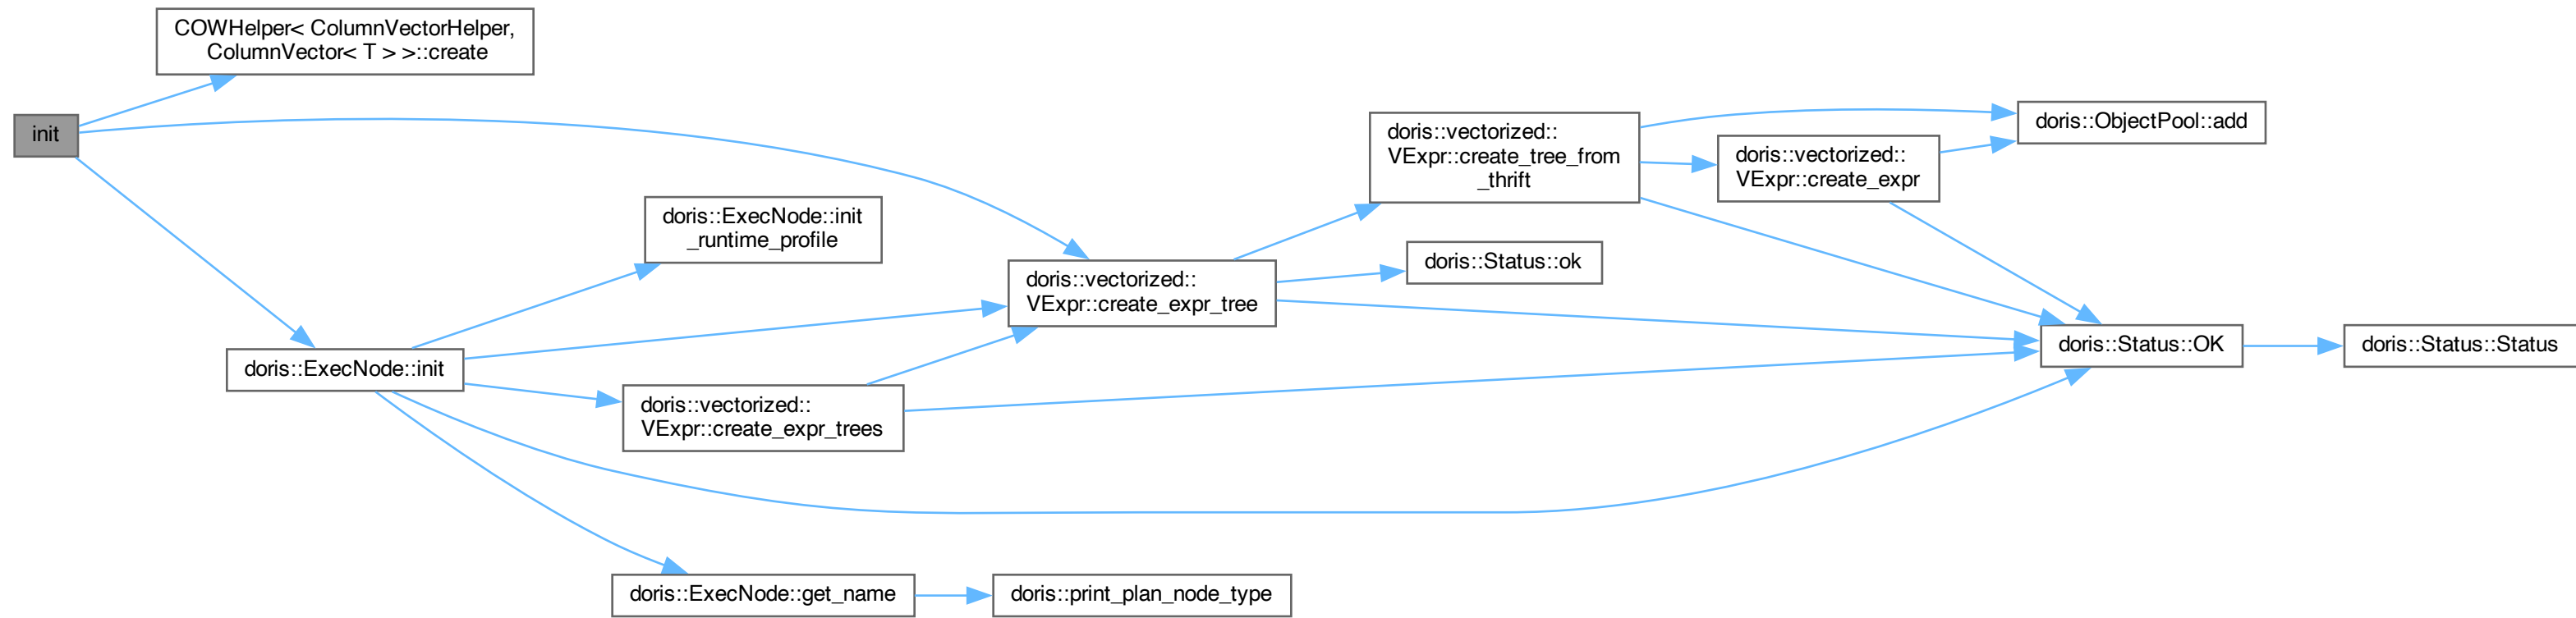 COWHelper< ColumnVectorHelper,
ColumnVector< T > >::create
init
doris::ExecNode::init
_runtime_profile
doris::ExecNode::init
doris::vectorized::
VExpr::create_expr_trees
doris::ExecNode::get_name
doris::print_plan_node_type
doris::vectorized::
VExpr::create_expr_tree
doris::vectorized::
VExpr::create_tree_from
_thrift
doris::Status::ok
doris::vectorized::
VExpr::create_expr
doris::ObjectPool::add
doris::Status::OK
doris::Status::Status